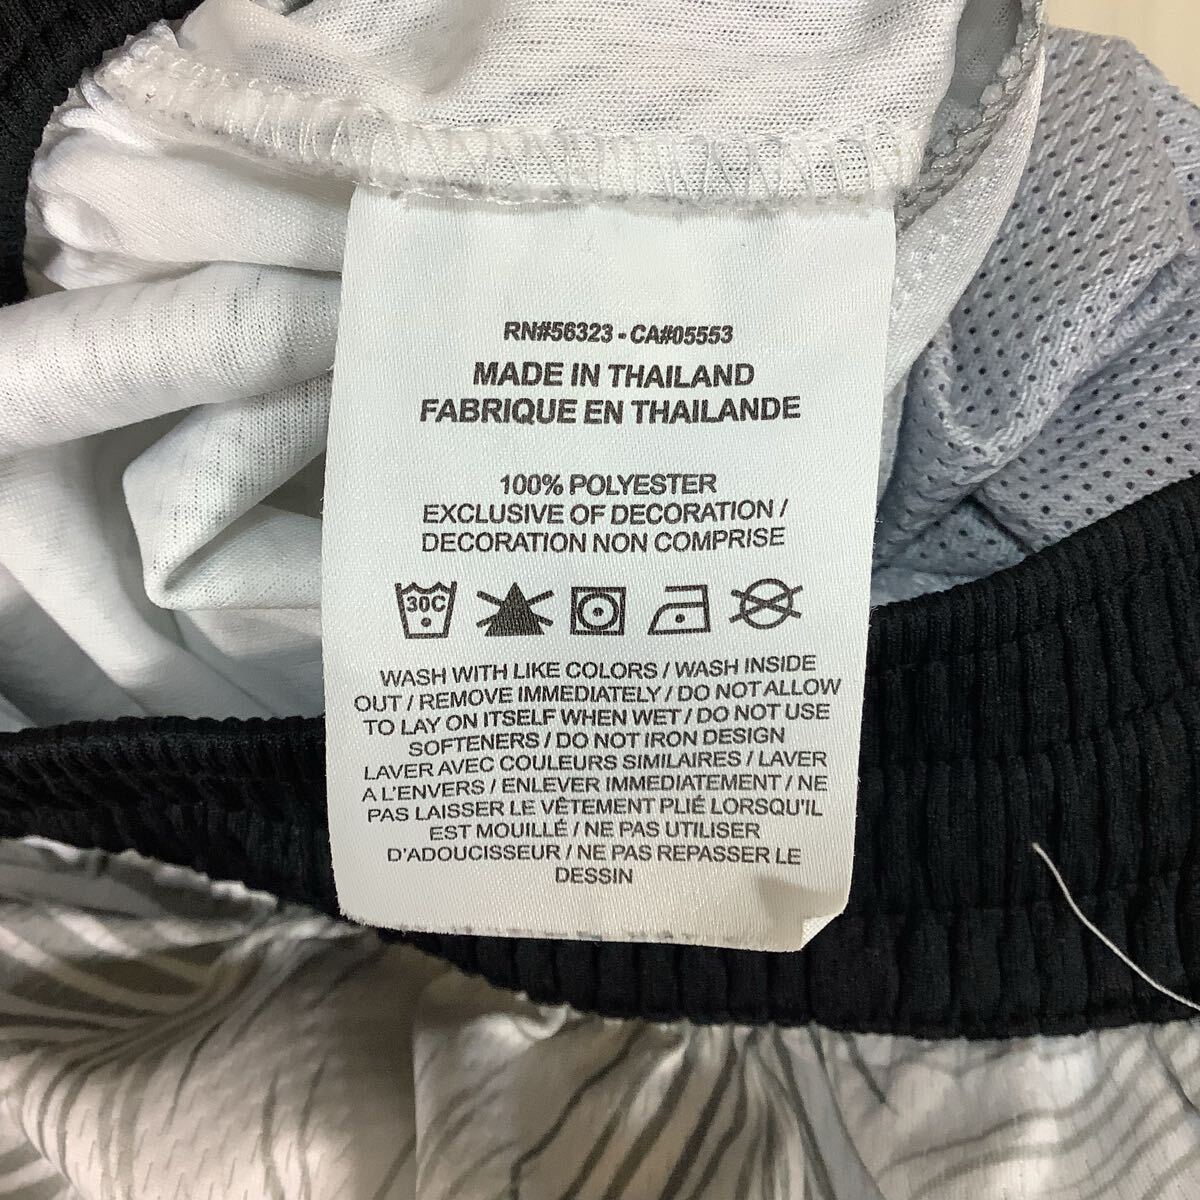 RN#56323 - CA#05553
MADE IN THAILAND
FABRIQUE EN THAILANDE
100% POLYESTER
EXCLUSIVE OF DECORATION /
DECORATION NON COMPRISE
30C
WASH WITH LIKE COLORS / WASH INSIDE
OUT / REMOVE IMMEDIATELY / DO NOT ALLOW
TO LAY ON ITSELF WHEN WET / DO NOT USE
SOFTENERS / DO NOT IRON DESIGN
LAVER AVEC COULEURS SIMILAIRES / LAVER
A L'ENVERS / ENLEVER IMMEDIATEMENT / NE
PAS LAISSER LE VÊTEMENT PLIÉ LORSQU'IL
EST MOUILLÉ / NE PAS UTILISER
D'ADOUCISSEUR / NE PAS REPASSER LE
DESSIN